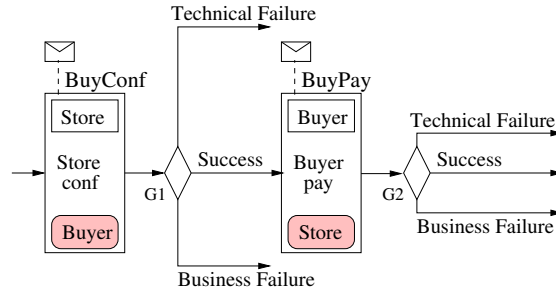 Technical Failure
BuyConf
Store
Store
conf
Buyer
G1
Success
Business Failure
BuyPay
Buyer
Buyer
pay
Store
G2
Technical Failure
Success
Business Failure